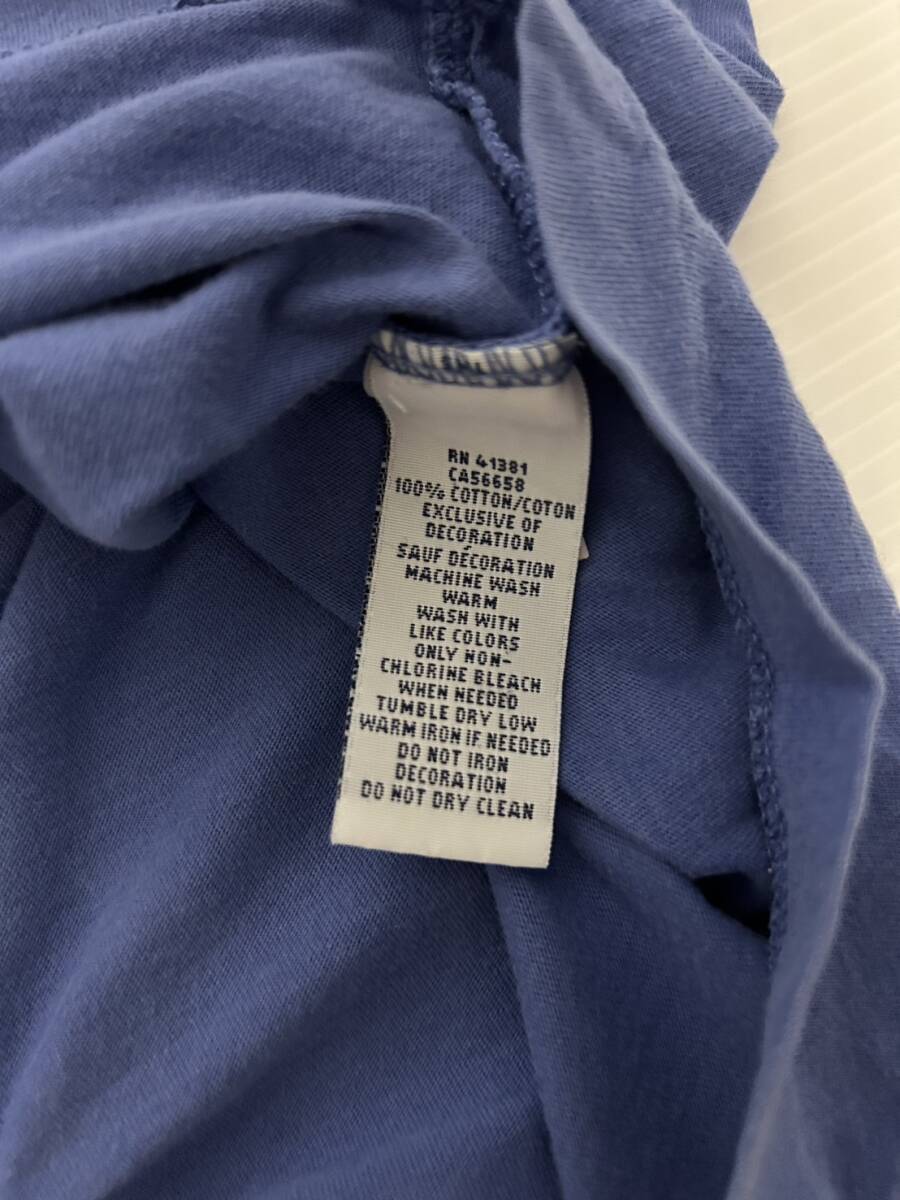 RN 41381
CA56658
100% COTTON/COTON
EXCLUSIVE OF
DECORATION
SAUF DÉCORATION
MACHINE WASH
WARM
WASH WITH
LIKE COLORS
ONLY NON-
CHLORINE BLEACH
WHEN NEEDED
TUMBLE DRY LOW
WARM IRON IF NEEDED
DO NOT IRON
DECORATION
DO NOT DRY CLEAN